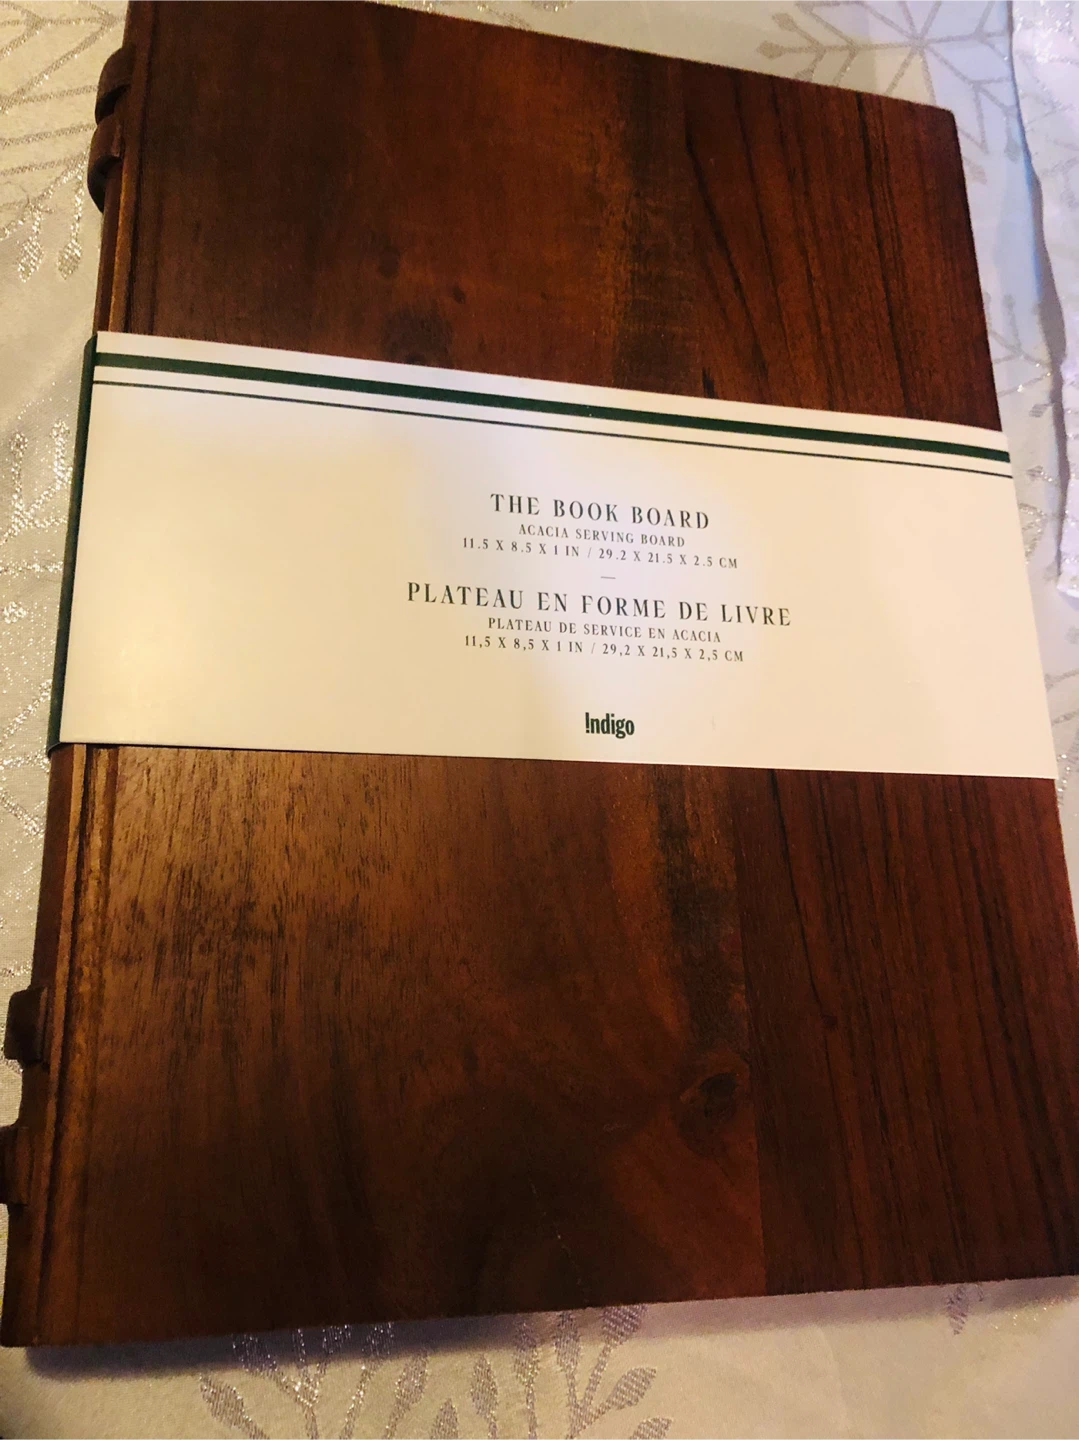 THE BOOK BOARD
ACACIA SERVING BOARD
11.5 X 8.5 X 1 IN / 29.2 X 21.5 X 2.5 CM
—
PLATEAU EN FORME DE LIVRE
PLATEAU DE SERVICE EN ACACIA
11,5 X 8,5 X 1 IN / 29,2 X 21,5 X 2,5 CM
!ndigo